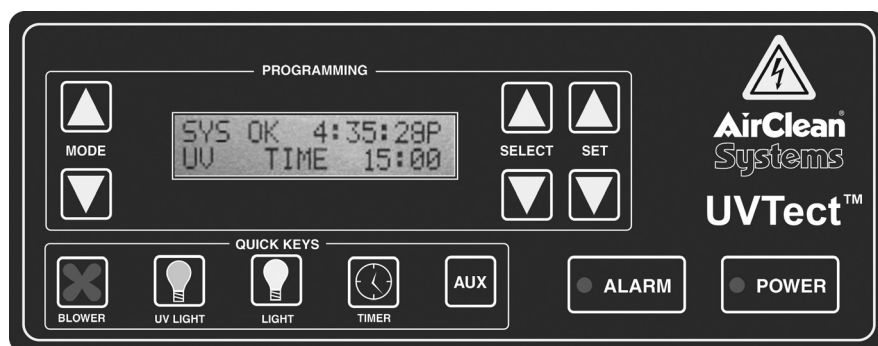 PROGRAMMING
MODE
SYS OK 4:35:28P
UV TIME 15:00
SELECT
SET
AirClean®
Systems
UVTect™
QUICK KEYS
BLOWER
UV LIGHT
LIGHT
TIMER
AUX
ALARM
POWER